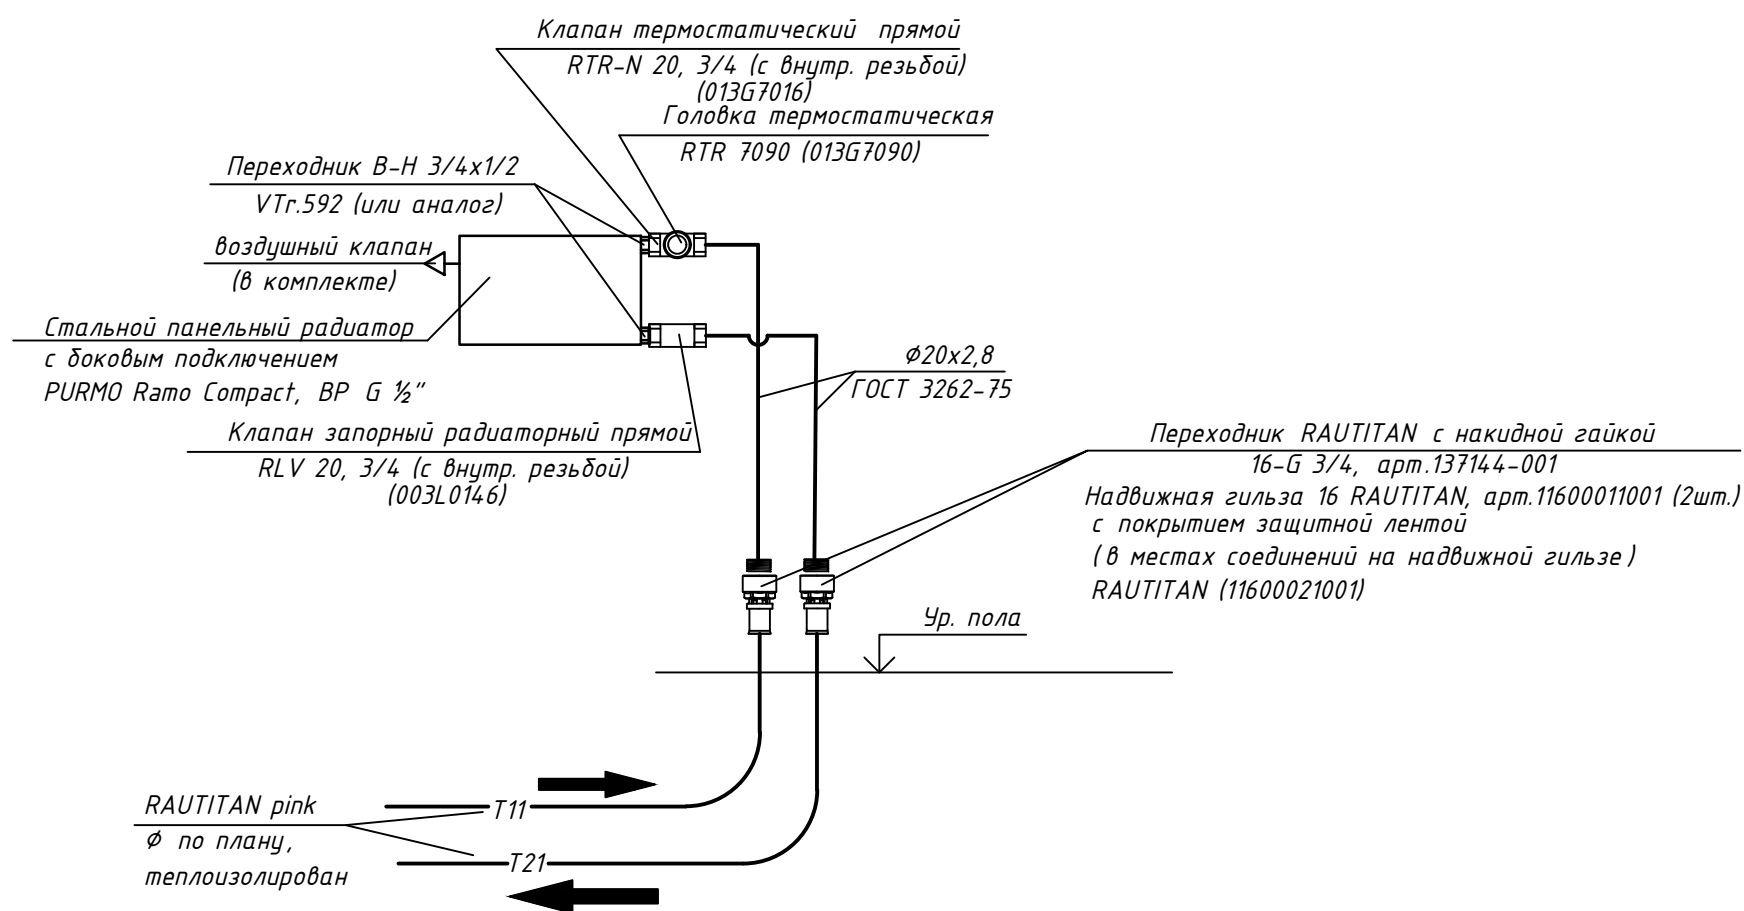 Клапан термостатический прямой
RTR-N 20, 3/4 (с внутр. резьбой)
(013G7016)
Головка термостатическая
RTR 7090 (013G7090)
Переходник В-Н 3/4х1/2
VTr.592 (или аналог)
воздушный клапан
(в комплекте)
Стальной панельный радиатор
с боковым подключением
PURMO Ramo Compact, ВР G ½"
Ф20х2,8
ГОСТ 3262-75
Клапан запорный радиаторный прямой
RLV 20, 3/4 (с внутр. резьбой)
(003L0146)
Переходник RAUTITAN с накидной гайкой
16-G 3/4, арт.137144-001
Надвижная гильза 16 RAUTITAN, арт.11600011001 (2шт.)
с покрытием защитной лентой
(в местах соединений на надвижной гильзе)
RAUTITAN (11600021001)
Ур. пола
RAUTITAN pink
Ф по плану,
теплоизолирован
Т11
Т21